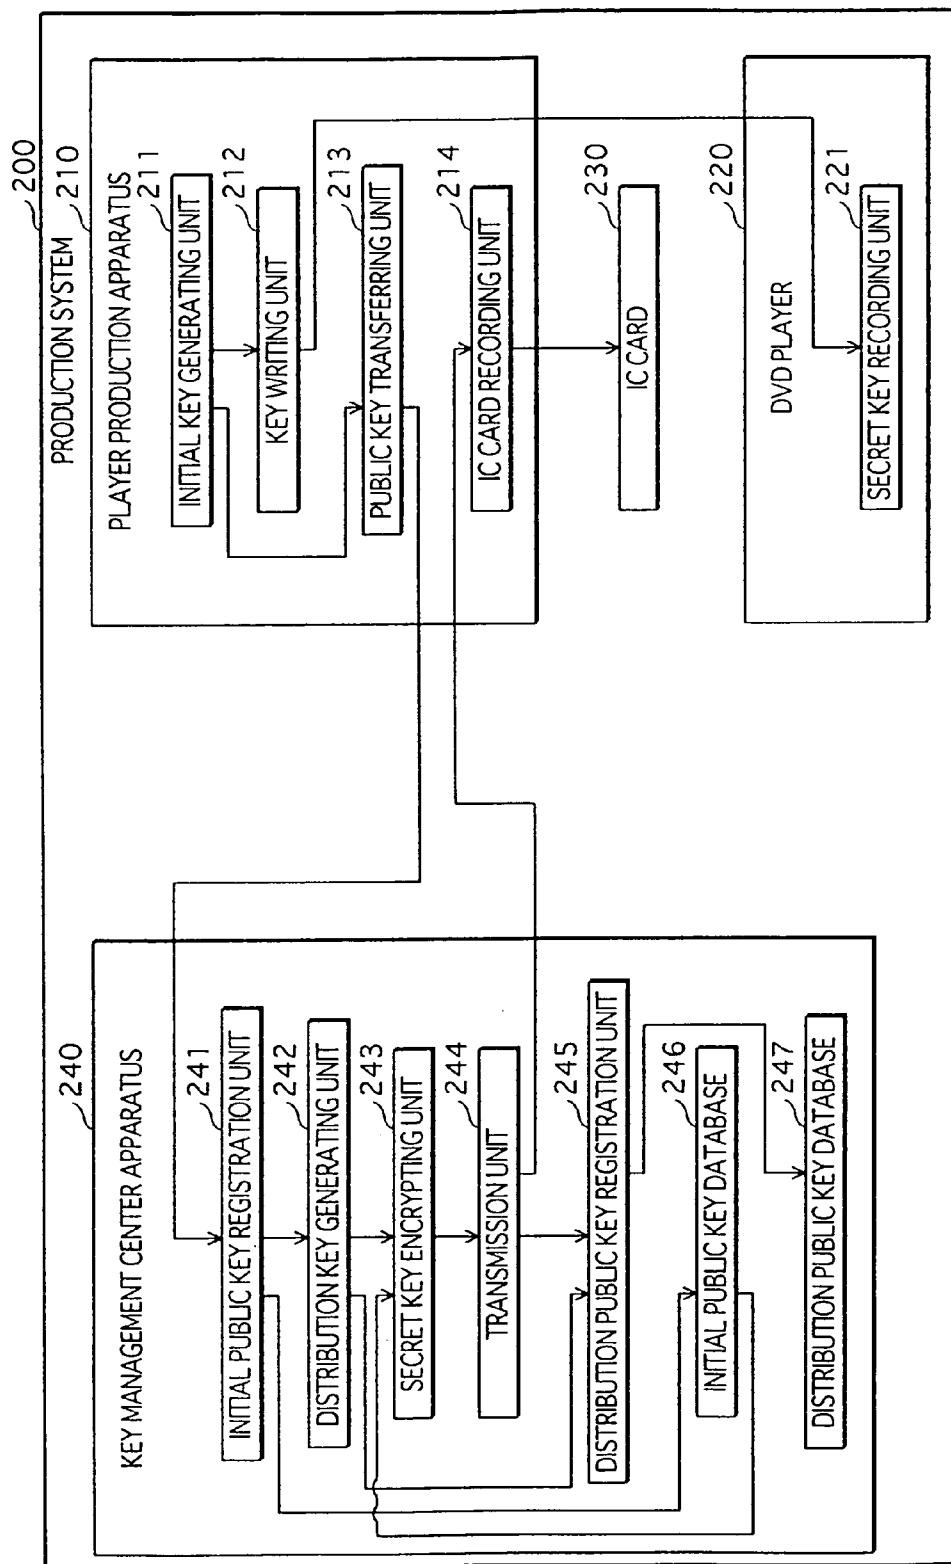 200
PRODUCTION SYSTEM
210
PLAYER PRODUCTION APPARATUS
211
INITIAL KEY GENERATING UNIT
212
KEY WRITING UNIT
213
PUBLIC KEY TRANSFERRING UNIT
214
IC CARD RECORDING UNIT
230
IC CARD
220
DVD PLAYER
221
SECRET KEY RECORDING UNIT
240
KEY MANAGEMENT CENTER APPARATUS
241
INITIAL PUBLIC KEY REGISTRATION UNIT
242
DISTRIBUTION KEY GENERATING UNIT
243
SECRET KEY ENCRYPTING UNIT
244
TRANSMISSION UNIT
245
DISTRIBUTION PUBLIC KEY REGISTRATION UNIT
246
INITIAL PUBLIC KEY DATABASE
247
DISTRIBUTION PUBLIC KEY DATABASE